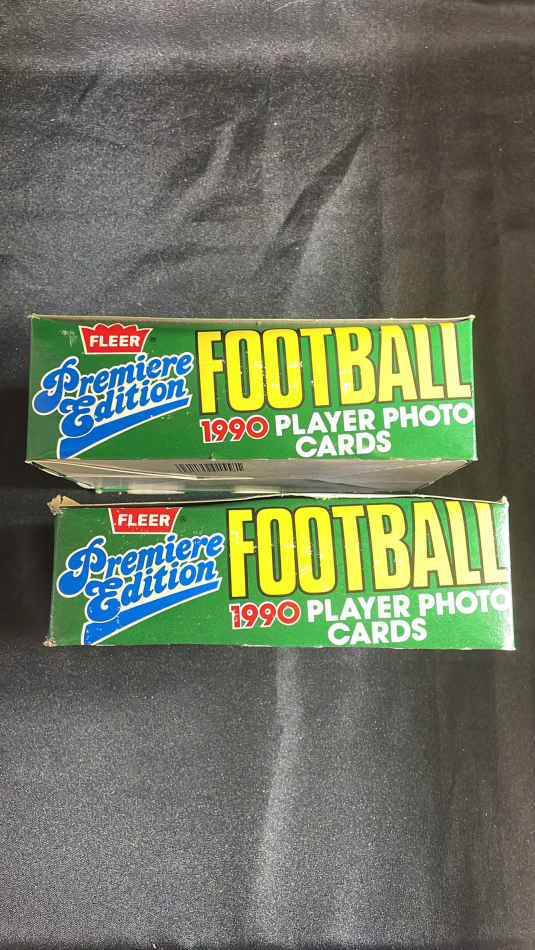 FLEER
Premiere
Edition
FOOTBALL
1990 PLAYER PHOTO
CARDS
FLEER
Premiere
Edition
FOOTBALL
1990 PLAYER PHOTO
CARDS